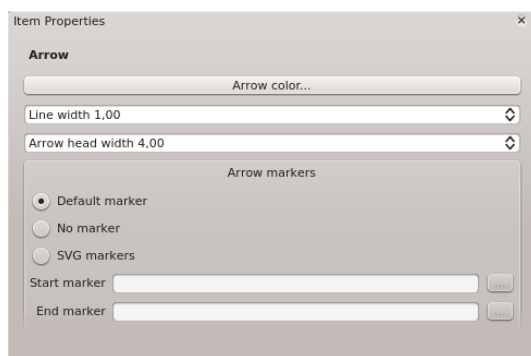 Item Properties
Arrow
Arrow color...
Line width 1,00
Arrow head width 4,00
Arrow markers
Default marker
No marker
SVG markers
Start marker ...
End marker ...